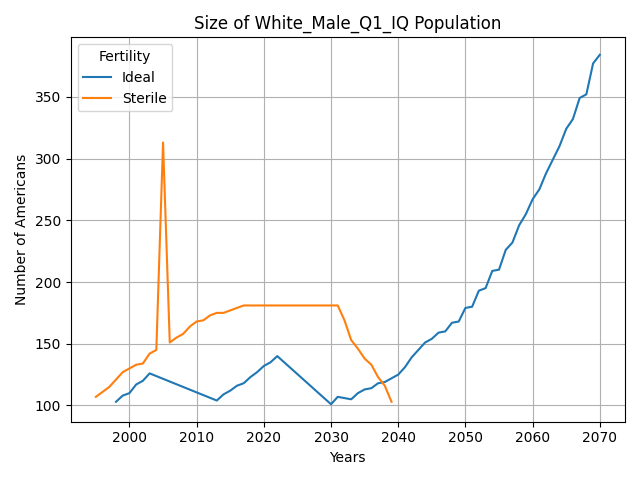 Size of White_Male_Q1_IQ Population
Fertility
Ideal
Sterile
Number of Americans
350
300
250
200
150
100
2000 2010 2020 2030 2040 2050 2060 2070
Years